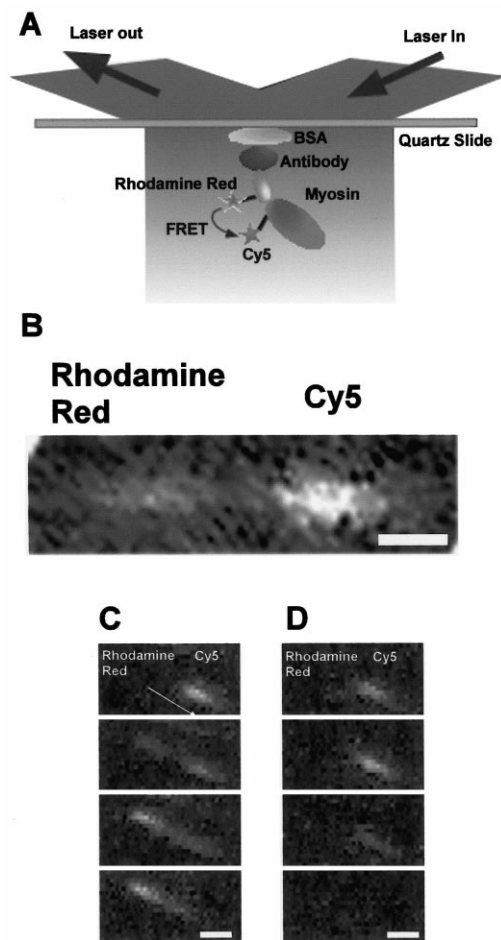 A
Laser out
Laser In
BSA
Quartz Slide
Antibody
Rhodamine Red
Myosin
FRET
Cy5
B
Rhodamine
Red
Cy5
C
D
Rhodamine Cy5
Red
Rhodamine Cy5
Red